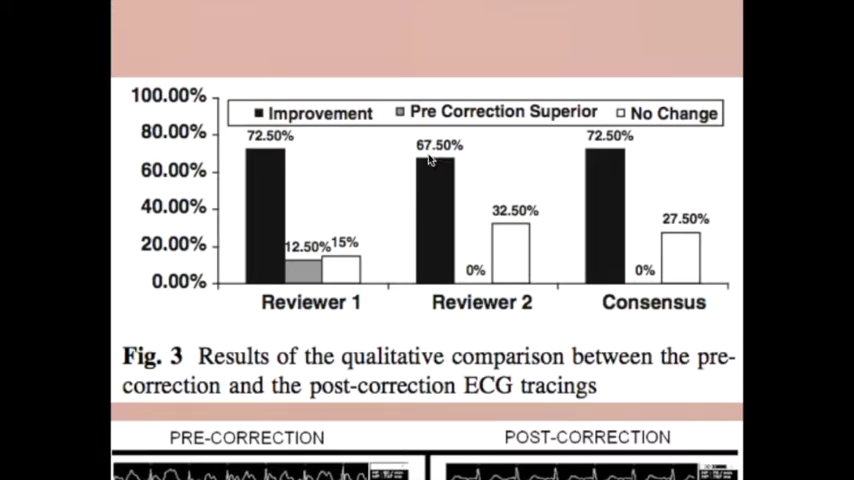 100.00%
Improvement Pre Correction Superior No Change
80.00%
72.50% 67.50% 72.50%
60.00%
40.00%
32.50% 27.50%
20.00%
12.50% 15% 0% 0%
0.00%
Reviewer 1 Reviewer 2 Consensus
Fig. 3 Results of the qualitative comparison between the pre-
correction and the post-correction ECG tracings
PRE-CORRECTION POST-CORRECTION